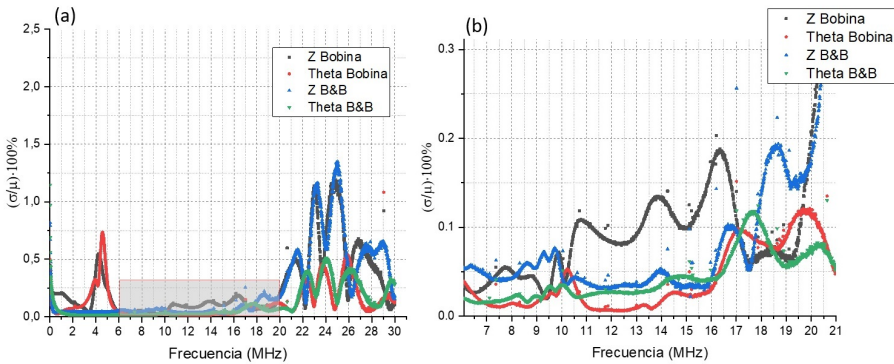 (a)
(σ/µ)·100%
2,5
2,0
1,5
1,0
0,5
0,0
0 2 4 6 8 10 12 14 16 18 20 22 24 26 28 30
Frecuencia (MHz)
Z Bobina
Theta Bobina
Z B&B
Theta B&B
(b)
(σ/µ)·100%
0,3
0,2
0,1
0,0
7 8 9 10 11 12 13 14 15 16 17 18 19 20 21
Frecuencia (MHz)
Z Bobina
Theta Bobina
Z B&B
Theta B&B